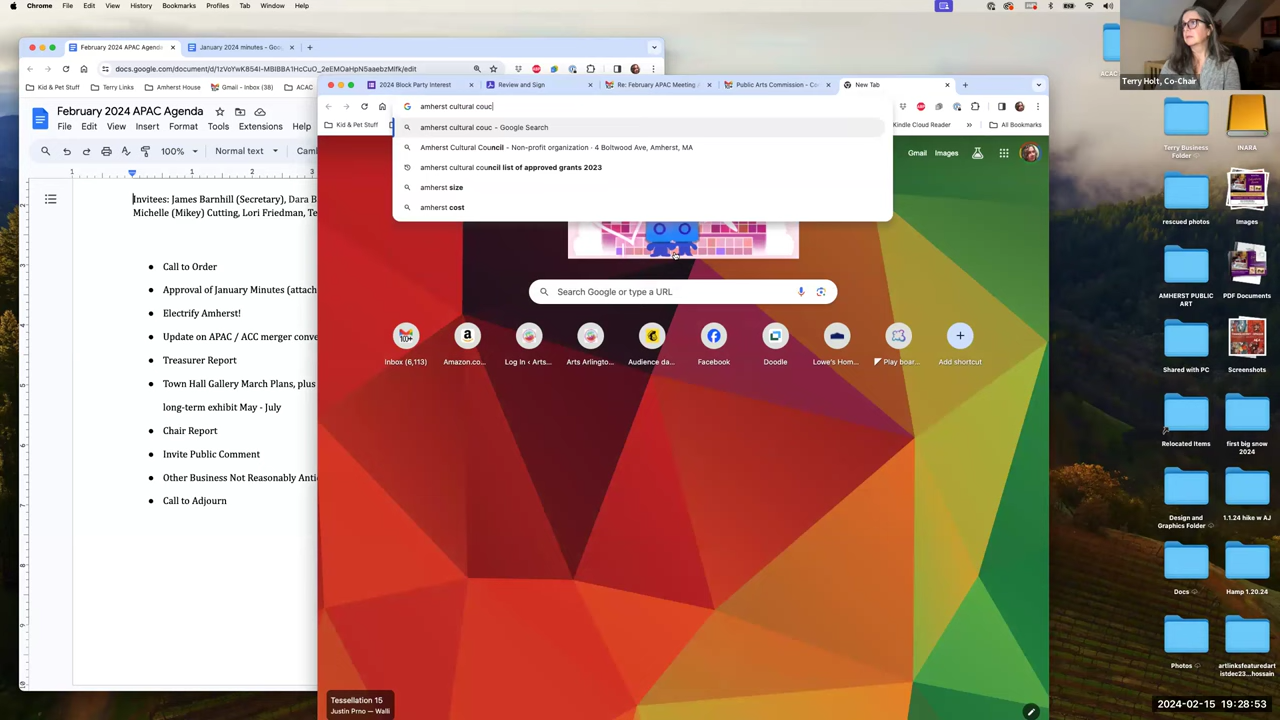 Chrome File Edit View History Bookmarks Profiles Tab Window Help
Terry Holt, Co-Chair
February 2024 APAC Agenda
January 2024 minutes - Goo
docs.google.com/document/d/1zVoYwK854I-MBIBBA1HcCuO_2eEMOaHpN5aaebzMlfk/edit
Kid & Pet Stuff Terry Links Amherst Houses Gmail - Inbox (38) ACAC
February 2024 APAC Agenda
File Edit View Insert Format Tools Extensions
100% Normal text
Invitees: James Barnhill (Secretary), Dara B
Michelle (Mikey) Cutting, Lori Friedman, Te
● Call to Order
● Approval of January Minutes (attach
● Electrify Amherst!
● Update on APAC / ACC merger conve
● Treasurer Report
● Town Hall Gallery March Plans, plus
long-term exhibit May - July
● Chair Report
● Invite Public Comment
● Other Business Not Reasonably Antic
● Call to Adjourn
2024 Block Party Interes
Review and Sign
Re: February APAC Meeting
Public Arts Commission - Co
New Tab
amherst cultural couc
Kid & Pet Stuff
Kindle Cloud Reader
All Bookmarks
amherst cultural couc - Google Search
Amherst Cultural Council - Non-profit organization · 4 Boltwood Ave, Amherst, MA
amherst cultural council list of approved grants 2023
amherst size
amherst cost
Gmail Images
Search Google or type a URL
100+
Inbox (6,113)
Amazon.co...
Log In ‹ Arts...
Arts Arlingto...
Audience da...
Facebook
Doodle
Lowe's Hom...
Play boar...
Add shortcut
Tessellation 15
Justin Prno — Walli
ACAC
Terry Business Folder
INARA
rescued photos
Images
AMHERST PUBLIC ART
PDF Documents
Shared with PC
Screenshots
Relocated Items
first big snow 2024
Design and Graphics Folder
1.1.24 hike w AJ
Docs
Hamp 1.20.24
Photos
artlinksfeaturedart
istdec23...hossain
2024-02-15 19:28:53